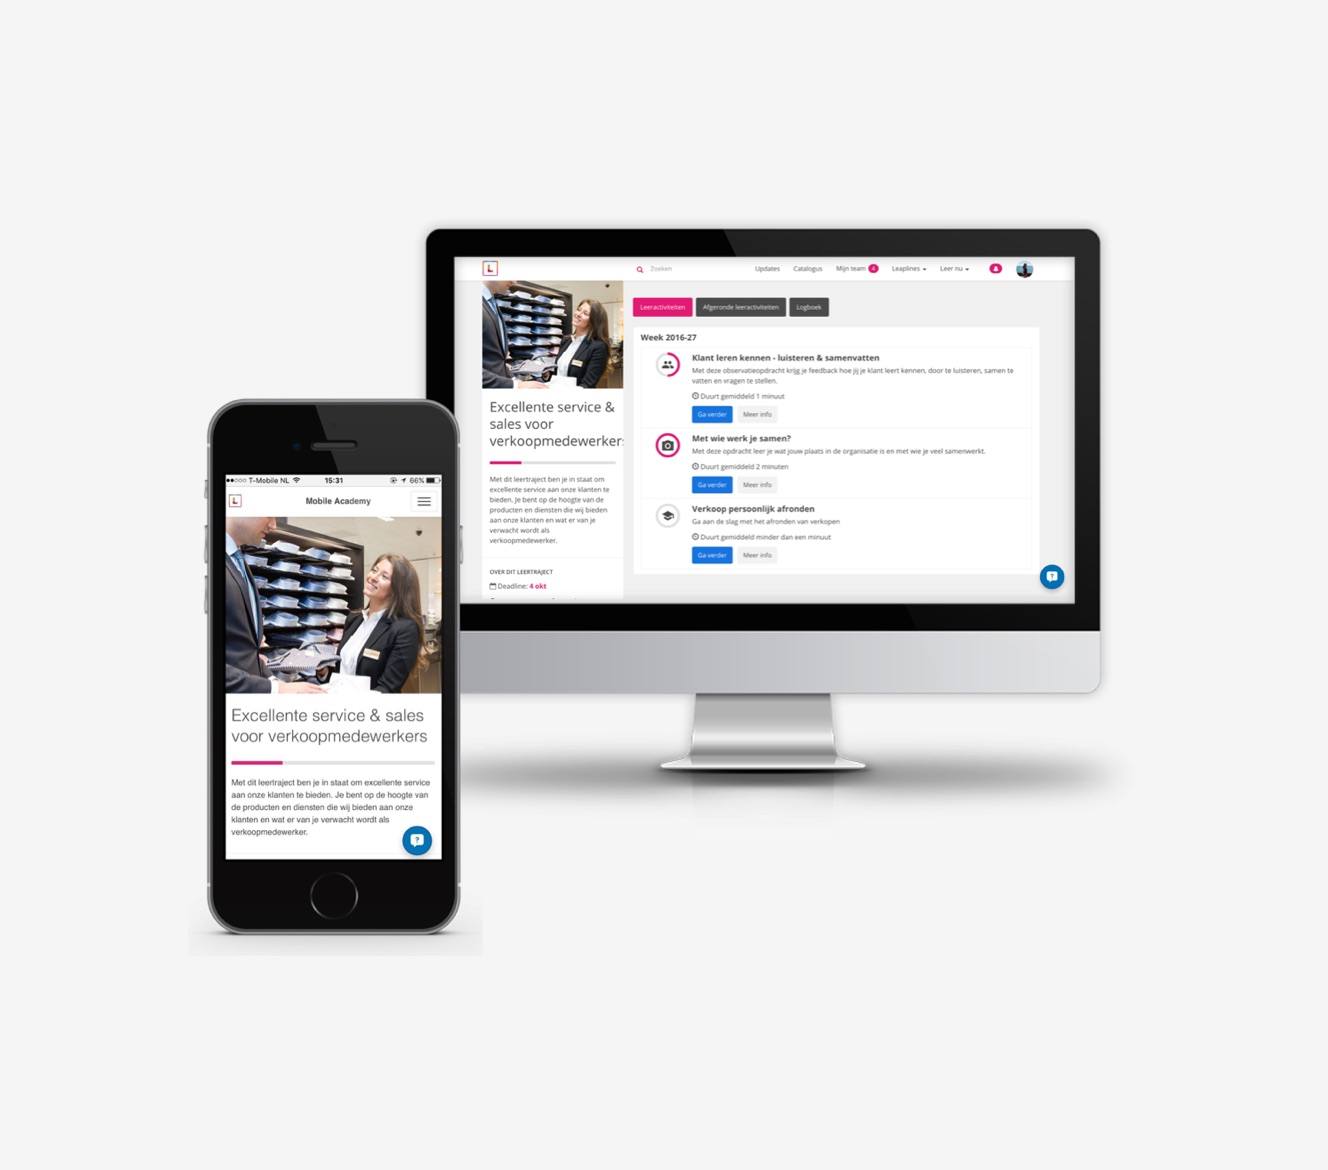 L
Zoeken
Updates
Catalogus
Mijn team 4
Leaplines
Leer nu
Leeractiviteiten
Afgeronde leeractiviteiten
Logboek
Excellente service &
sales voor
verkoopmedewerkers
Met dit leertraject ben je in staat om
excellente service aan onze klanten te
bieden. Je bent op de hoogte van de
producten en diensten die wij bieden
aan onze klanten en wat er van je
verwacht wordt als
verkoopmedewerker.
OVER DIT LEERTRAJECT
Deadline: 4 okt
Week 2016-27
Klant leren kennen - luisteren & samenvatten
Met deze observatieopdracht krijg je feedback hoe jij je klant leert kennen, door te luisteren, samen te
vatten en vragen te stellen.
Duurt gemiddeld 1 minuut
Ga verder
Meer info
Met wie werk je samen?
Met deze opdracht leer je wat jouw plaats in de organisatie is en met wie je veel samenwerkt.
Duurt gemiddeld 2 minuten
Ga verder
Meer info
Verkoop persoonlijk afronden
Ga aan de slag met het afronden van verkopen
Duurt gemiddeld minder dan een minuut
Ga verder
Meer info
T-Mobile NL 15:31 66%
L
Mobile Academy
Excellente service & sales
voor verkoopmedewerkers
Met dit leertraject ben je in staat om excellente service
aan onze klanten te bieden. Je bent op de hoogte van
de producten en diensten die wij bieden aan onze
klanten en wat er van je verwacht wordt als
verkoopmedewerker.